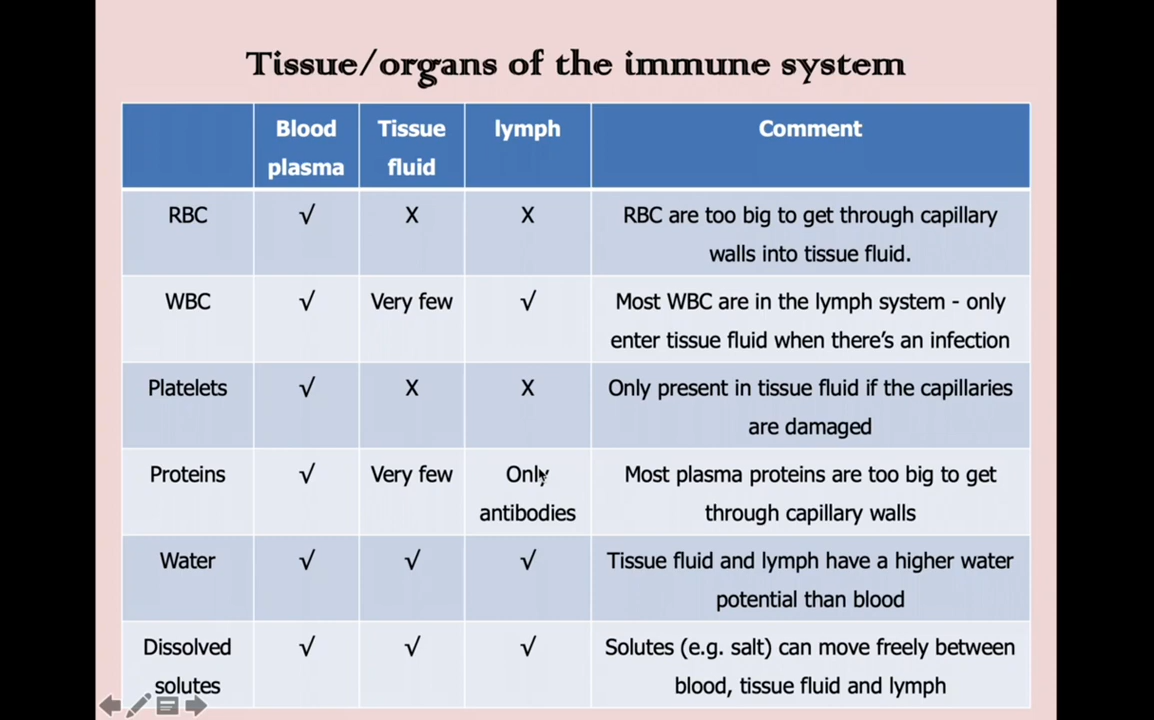 Tissue/organs of the immune system
Blood plasma Tissue fluid lymph Comment
RBC √ X X RBC are too big to get through capillary
walls into tissue fluid.
WBC √ Very few √ Most WBC are in the lymph system - only
enter tissue fluid when there's an infection
Platelets √ X X Only present in tissue fluid if the capillaries
are damaged
Proteins √ Very few Only antibodies Most plasma proteins are too big to get
through capillary walls
Water √ √ √ Tissue fluid and lymph have a higher water
potential than blood
Dissolved solutes √ √ √ Solutes (e.g. salt) can move freely between
blood, tissue fluid and lymph